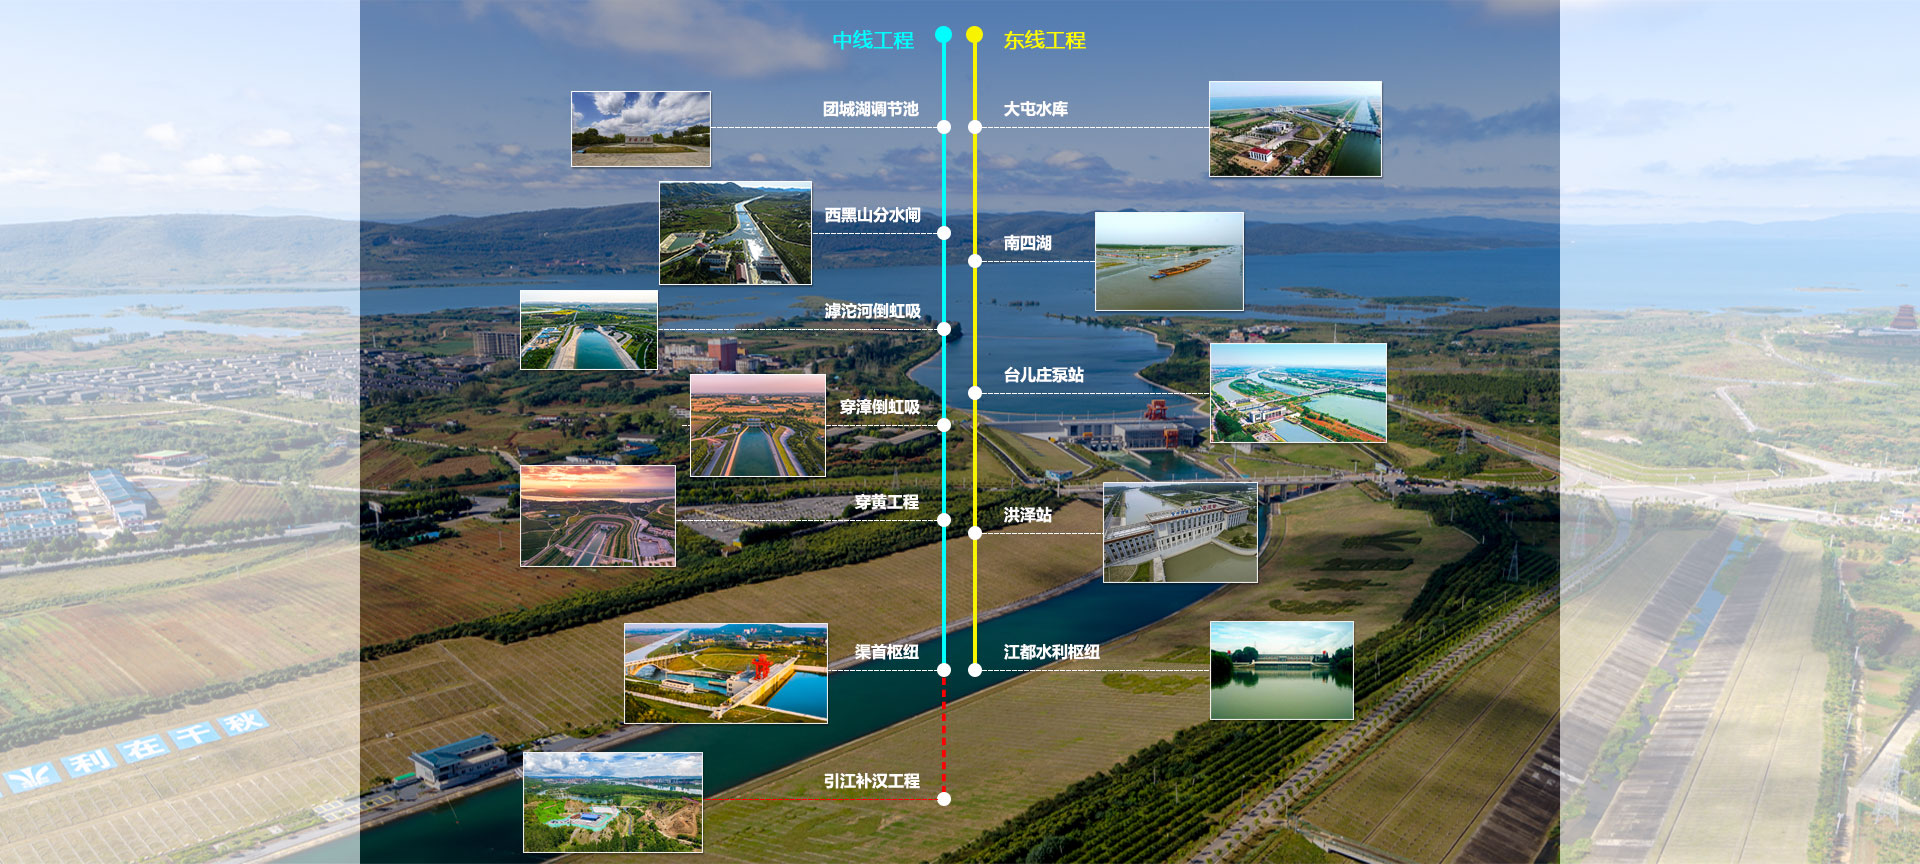 中线工程
东线工程
团城湖调节池
大屯水库
西黑山分水闸
南四湖
滹沱河倒虹吸
台儿庄泵站
穿漳倒虹吸
穿黄工程
洪泽站
渠首枢纽
江都水利枢纽
利在千秋
引江补汉工程